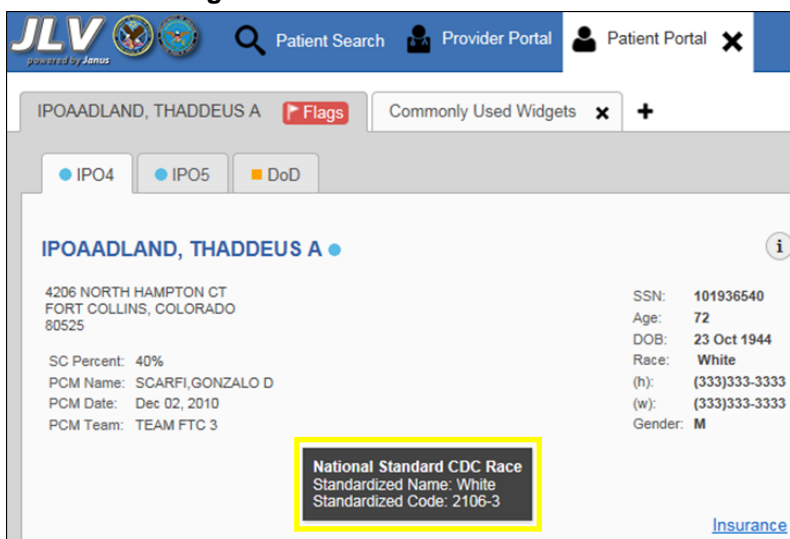 JLV
powered by Janus
Patient Search
Provider Portal
Patient Portal
IPOAADLAND, THADDEUS A
Flags
Commonly Used Widgets
IPO4
IPO5
DoD
IPOAADLAND, THADDEUS A
4206 NORTH HAMPTON CT
FORT COLLINS, COLORADO
80525
SC Percent: 40%
PCM Name: SCARFI,GONZALO D
PCM Date: Dec 02, 2010
PCM Team: TEAM FTC 3
SSN: 101936540
Age: 72
DOB: 23 Oct 1944
Race: White
(h): (333)333-3333
(w): (333)333-3333
Gender: M
National Standard CDC Race
Standardized Name: White
Standardized Code: 2106-3
Insurance